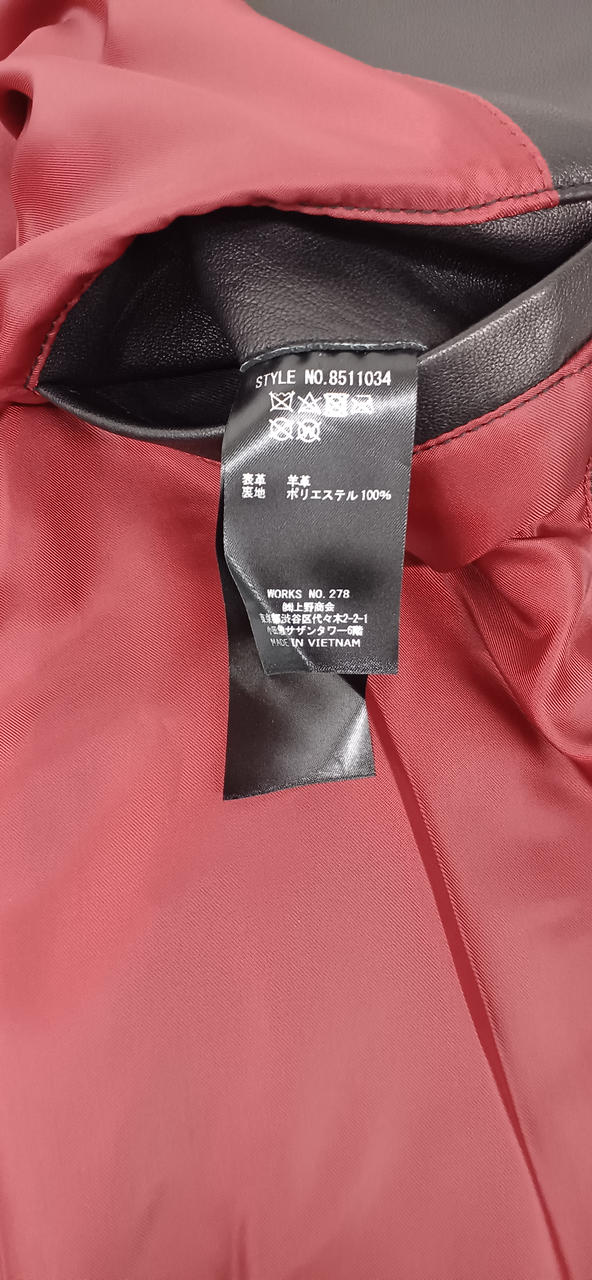 STYLE NO.8511034
表革 羊革
裏地 ポリエステル100%
WORKS NO.278
㈱上野商会
東京都渋谷区代々木2-2-1
小田急サザンタワー6階
MADE IN VIETNAM